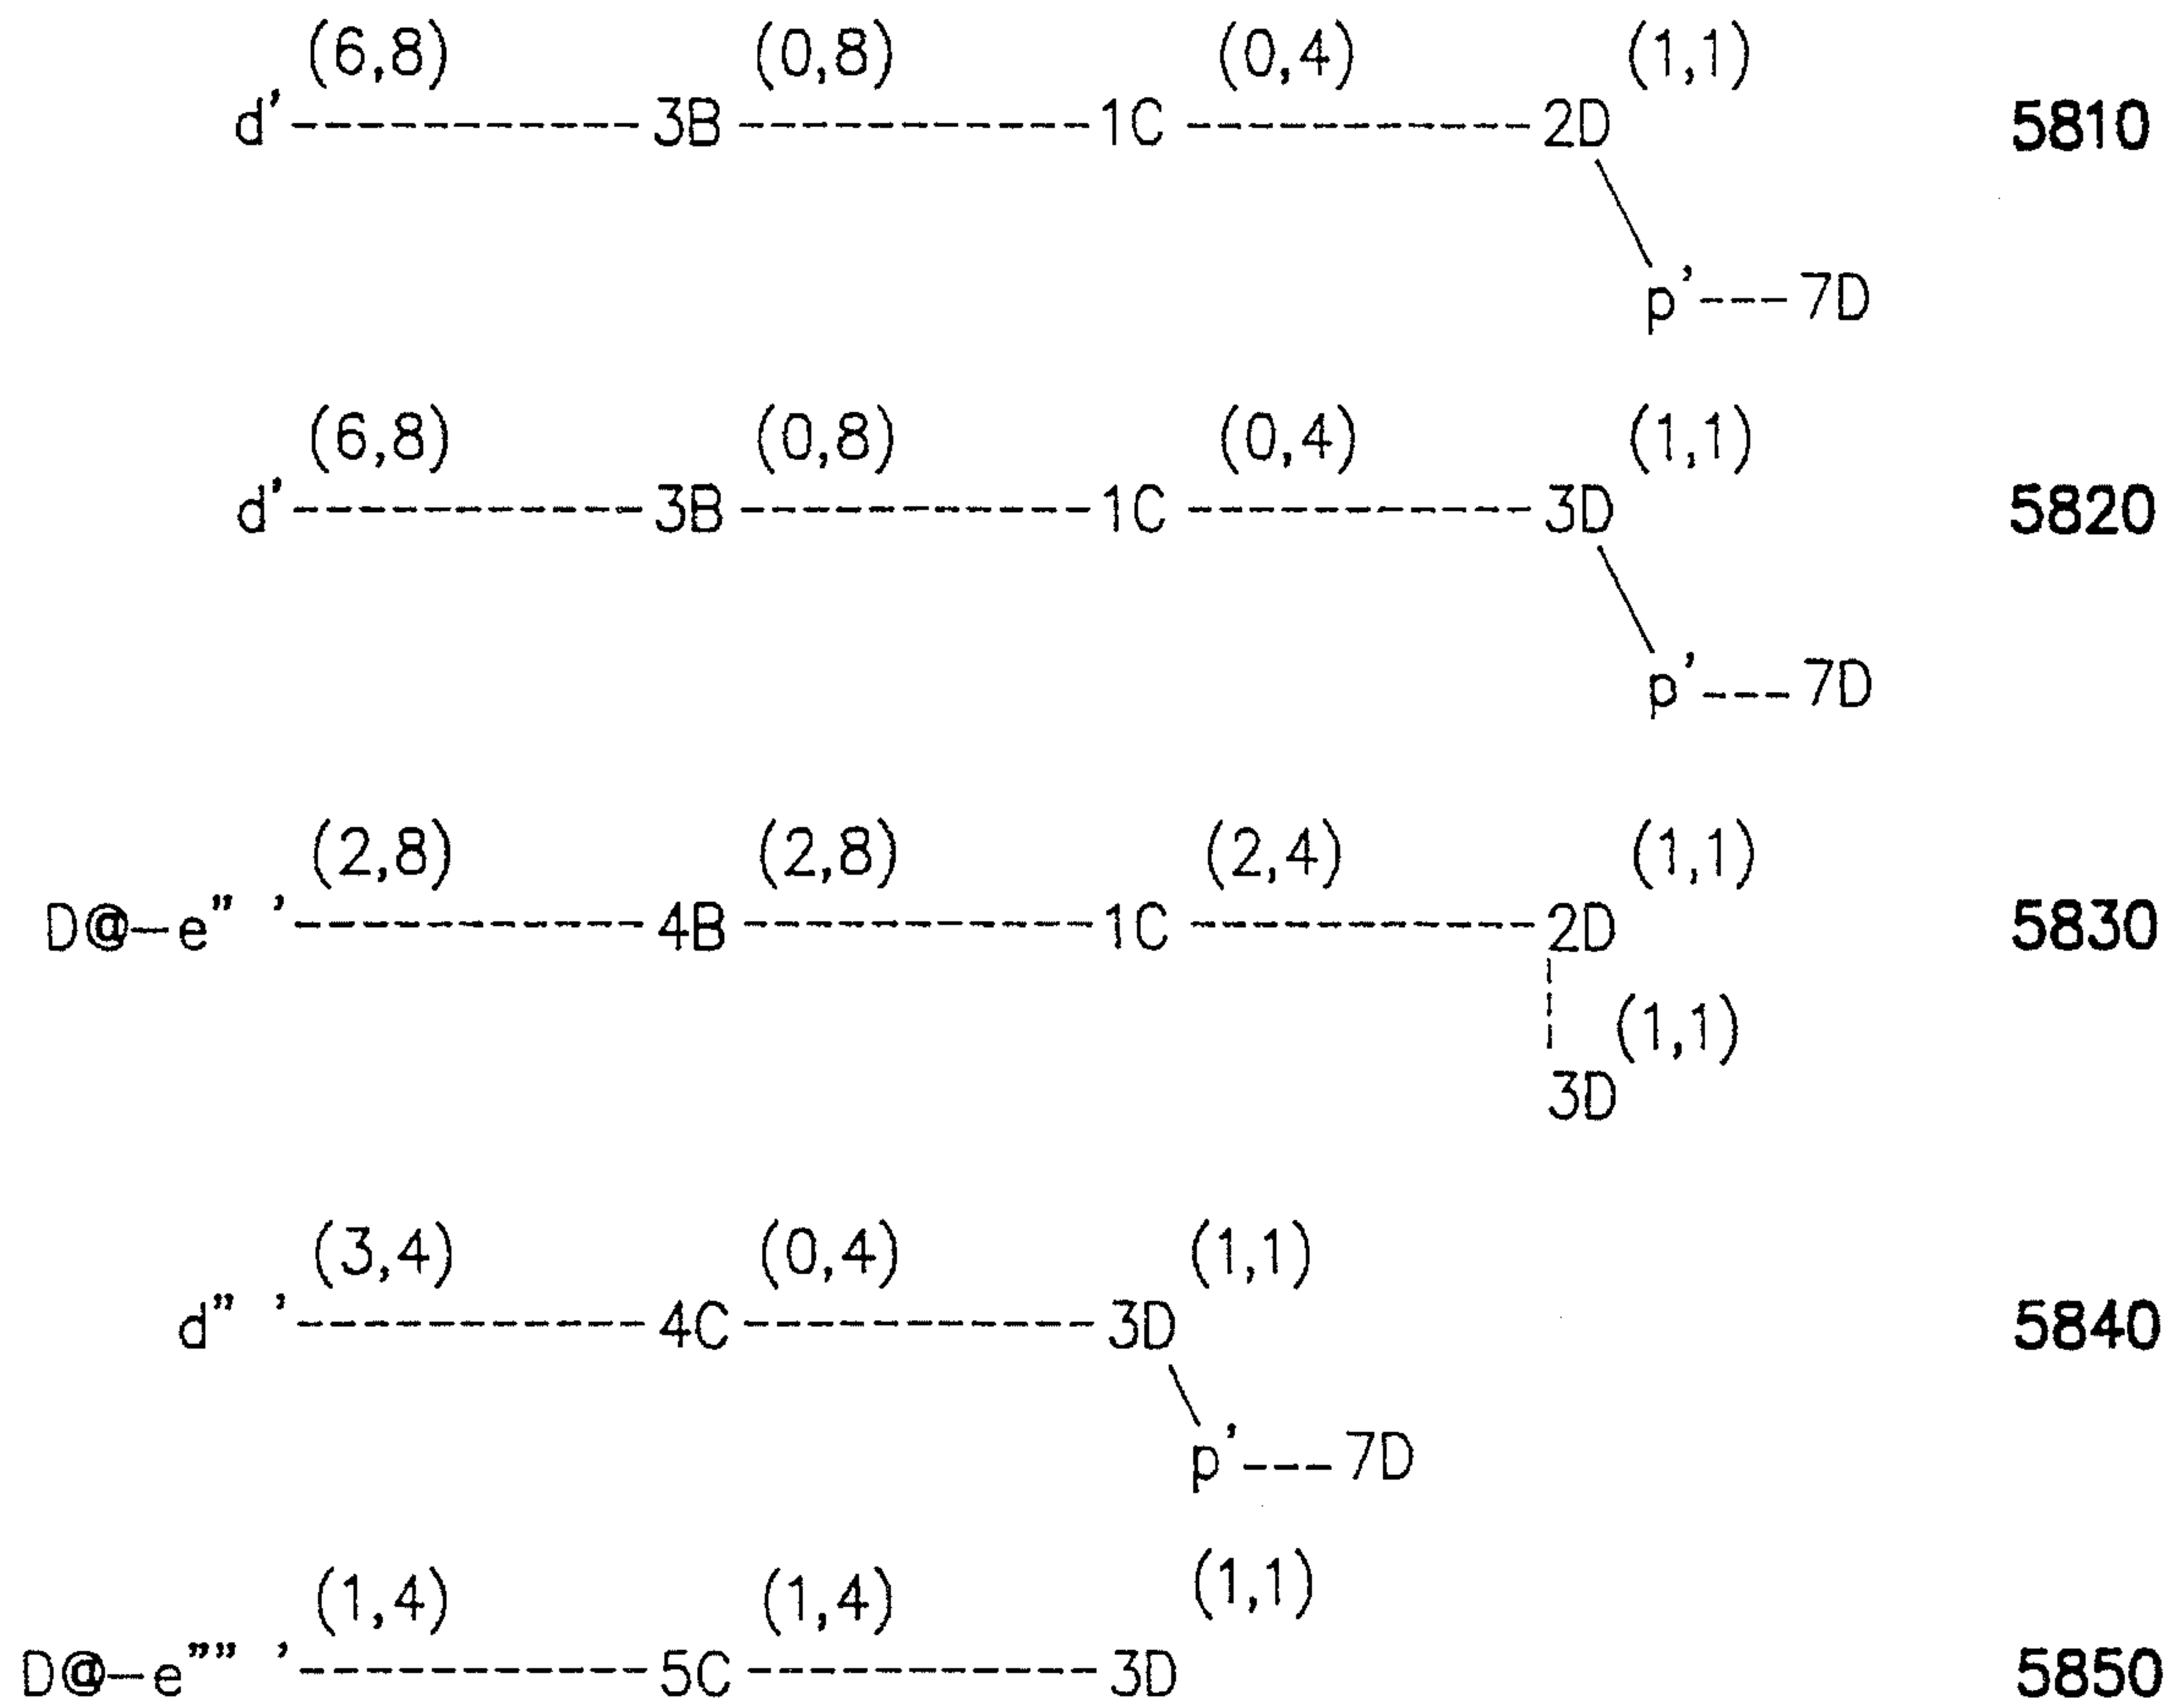 (6,8) (0,8) (0,4) (1,1)
d'-----------3B-----------1C-----------2D 5810
p'---7D
(6,8) (0,8) (0,4) (1,1)
d'-----------3B-----------1C-----------3D 5820
p'---7D
(2,8) (2,8) (2,4) (1,1)
D@-e" '-----------4B-----------1C-----------2D 5830
(1,1)
3D
(3,4) (0,4) (1,1)
d" '-----------4C-----------3D 5840
p'---7D
(1,4) (1,4) (1,1)
D@-e"" '-----------5C-----------3D 5850